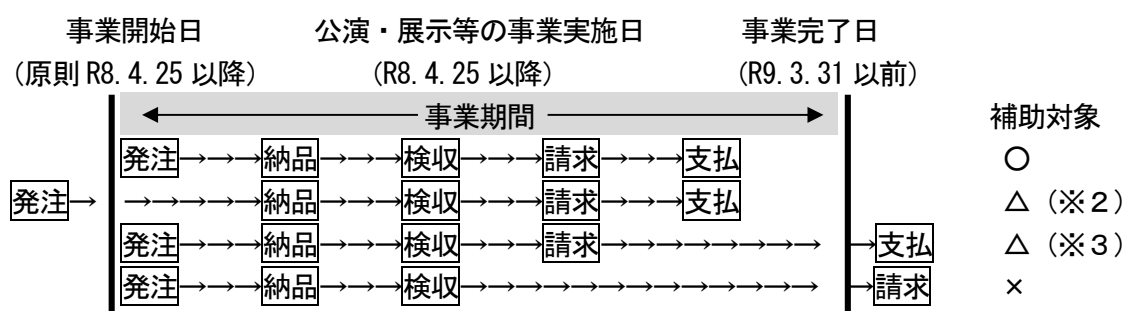 事業開始日　公演・展示等の事業実施日　事業完了日
(原則 R8.4.25 以降)　(R8.4.25 以降)　(R9.3.31 以前)
事業期間　補助対象
発注→→→納品→→→検収→→→請求→→→支払　○
発注→　→→→→→納品→→→検収→→→請求→→→支払　△（※２）
発注→→→納品→→→検収→→→請求→→→→→→→→→支払　△（※３）
発注→→→納品→→→検収→→→→→→→→→→→→→→請求　×